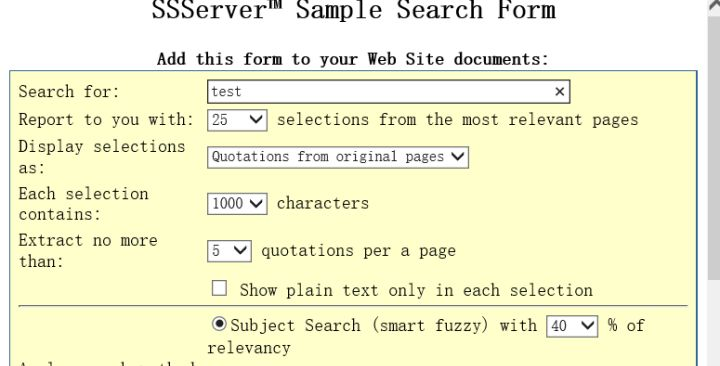 SSServer™ Sample Search Form
Add this form to your Web Site documents:
Search for: test ×
Report to you with: 25 selections from the most relevant pages
Display selections
as: Quotations from original pages
Each selection
contains: 1000 characters
Extract no more
than: 5 quotations per a page
Show plain text only in each selection
Subject Search (smart fuzzy) with 40 % of
relevancy